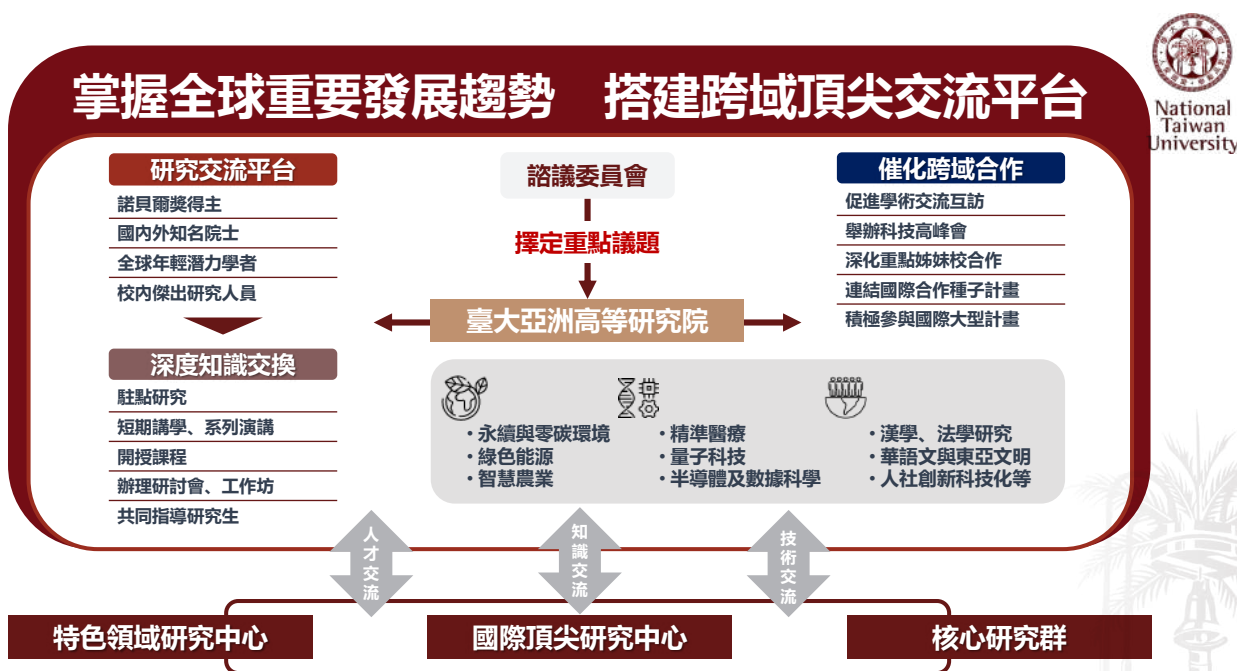 掌握全球重要發展趨勢　搭建跨域頂尖交流平台
National
Taiwan
University
研究交流平台
諾貝爾獎得主
國內外知名院士
全球年輕潛力學者
校內傑出研究人員
深度知識交換
駐點研究
短期講學、系列演講
開授課程
辦理研討會、工作坊
共同指導研究生
諮議委員會
擇定重點議題
臺大亞洲高等研究院
催化跨域合作
促進學術交流互訪
舉辦科技高峰會
深化重點姊妹校合作
連結國際合作種子計畫
積極參與國際大型計畫
・永續與零碳環境
・綠色能源
・智慧農業
・精準醫療
・量子科技
・半導體及數據科學
・漢學、法學研究
・華語文與東亞文明
・人社創新科技化等
人才交流
知識交流
技術交流
特色領域研究中心
國際頂尖研究中心
核心研究群